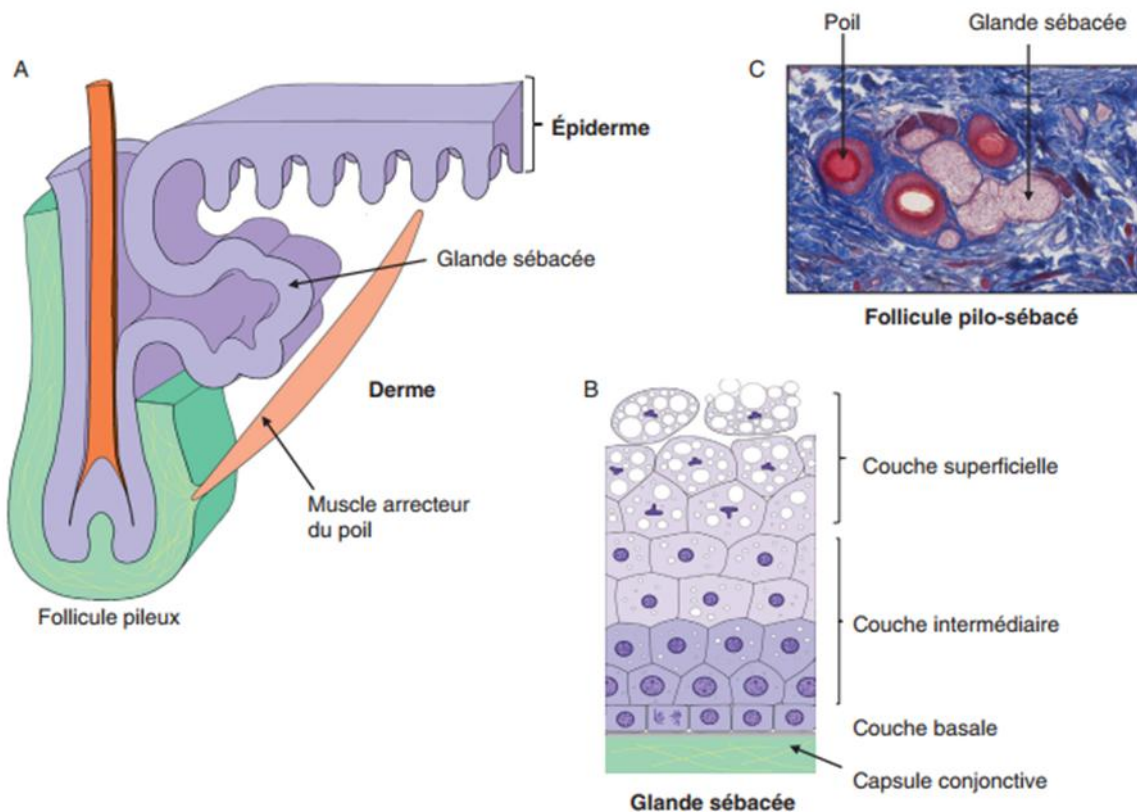 A
Épiderme
Glande sébacée
Derme
Muscle arrecteur
du poil
Follicule pileux
C
Poil
Glande sébacée
Follicule pilo-sébacé
B
Couche superficielle
Couche intermédiaire
Couche basale
Capsule conjonctive
Glande sébacée